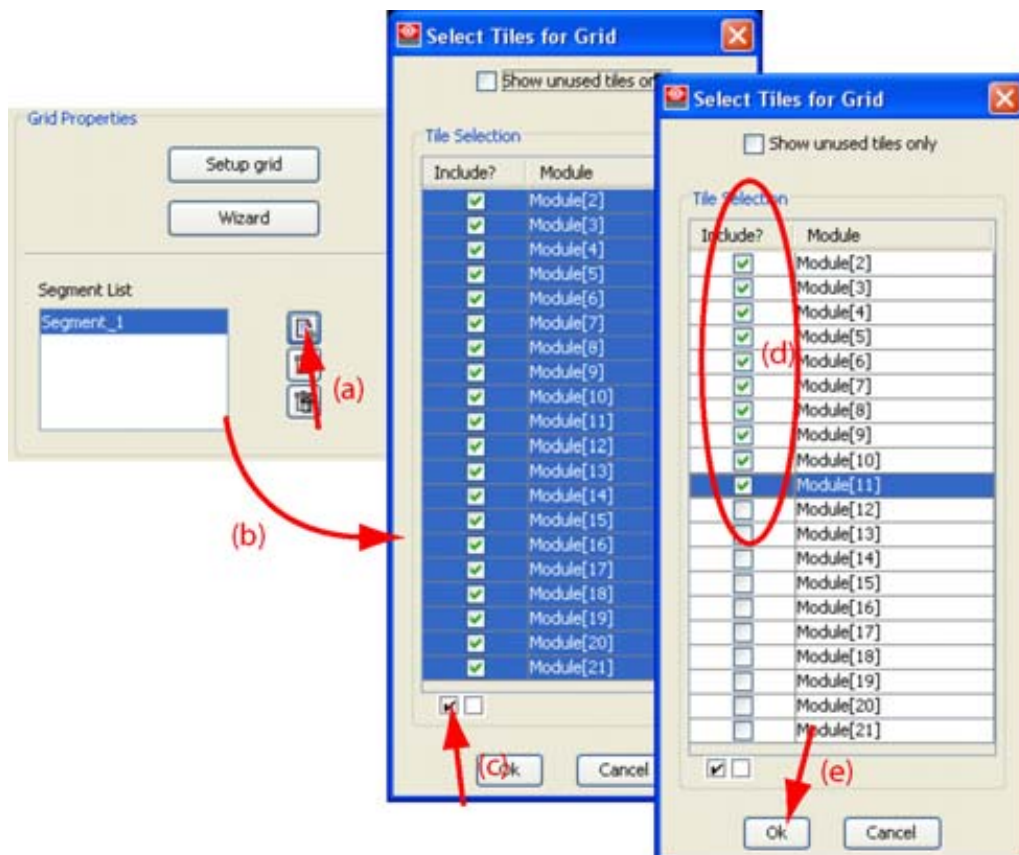 Grid Properties
Setup grid
Wizard
Segment List
Segment_1
(a)
(b)
Select Tiles for Grid
Show unused tiles
Tile Selection
Include? Module
Module[2]
Module[3]
Module[4]
Module[5]
Module[6]
Module[7]
Module[8]
Module[9]
Module[10]
Module[11]
Module[12]
Module[13]
Module[14]
Module[15]
Module[16]
Module[17]
Module[18]
Module[19]
Module[20]
Module[21]
(c)
Ok Cancel
Select Tiles for Grid
Show unused tiles only
Tile Selection
Include? Module
Module[2]
Module[3]
Module[4]
Module[5]
(d)
Module[6]
Module[7]
Module[8]
Module[9]
Module[10]
Module[11]
Module[12]
Module[13]
Module[14]
Module[15]
Module[16]
Module[17]
Module[18]
Module[19]
Module[20]
Module[21]
(e)
Ok Cancel